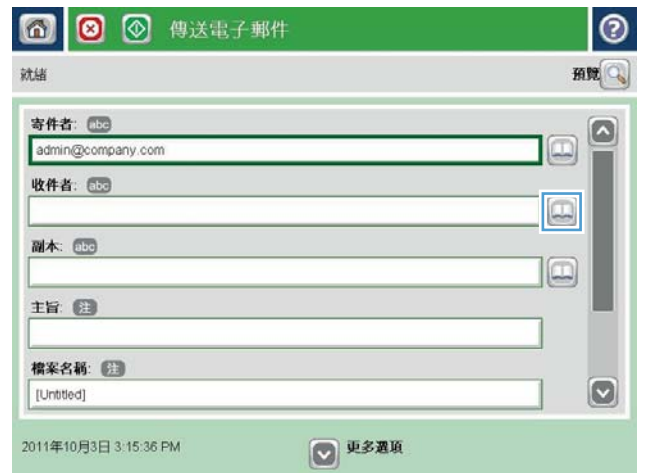 傳送電子郵件
?
就緒
預覽
寄件者: abc
admin@company.com
收件者: abc
副本: abc
主旨: 注
檔案名稱: 注
[Untitled]
2011年10月3日 3:15:36 PM
更多選項